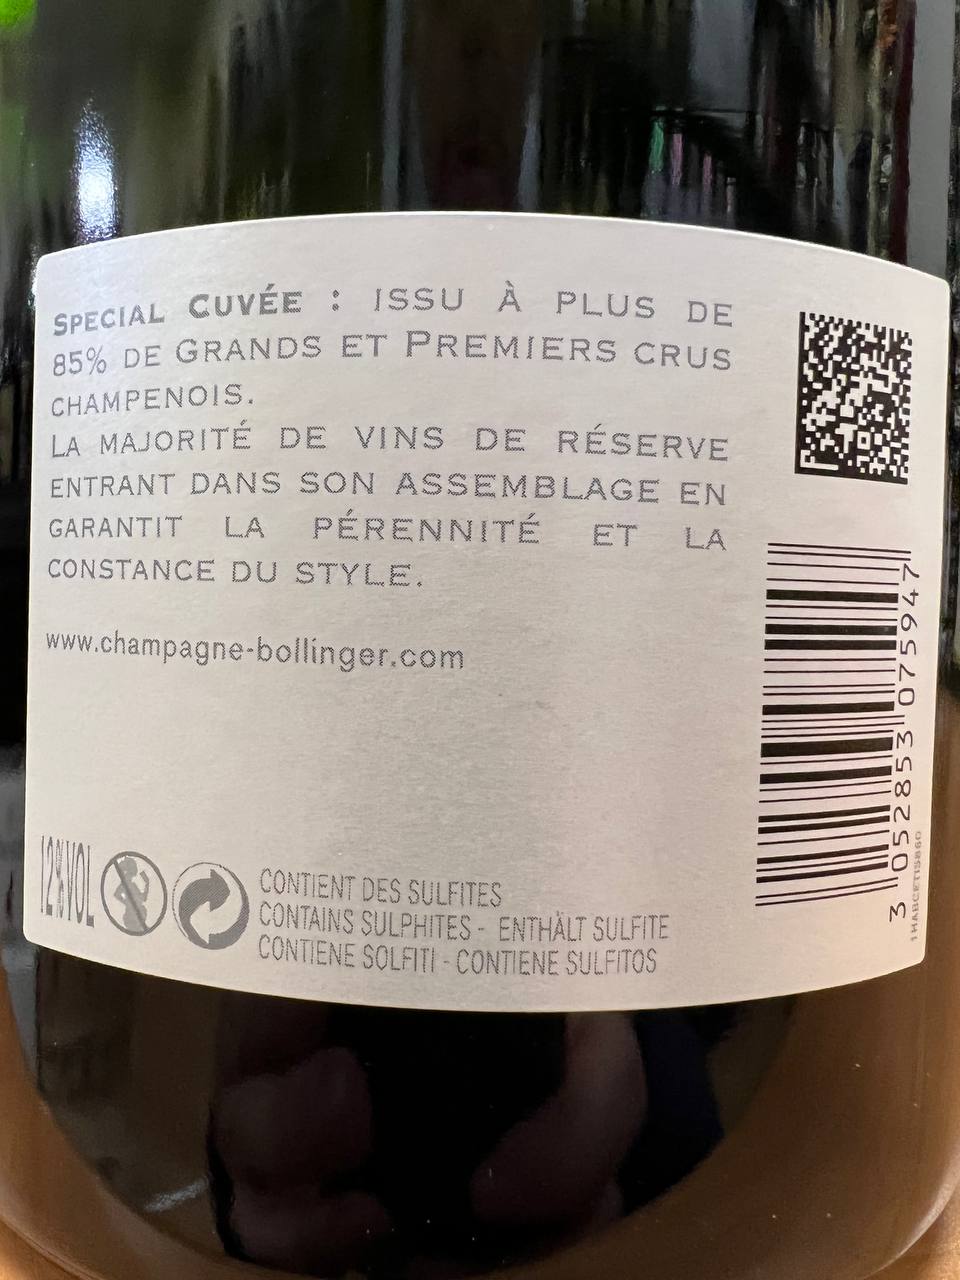 SPECIAL CUVÉE : ISSU À PLUS DE
85% DE GRANDS ET PREMIERS CRUS
CHAMPENOIS.
LA MAJORITÉ DE VINS DE RÉSERVE
ENTRANT DANS SON ASSEMBLAGE EN
GARANTIT LA PÉRENNITÉ ET LA
CONSTANCE DU STYLE.
www.champagne-bollinger.com
12%VOL
CONTIENT DES SULFITES
CONTAINS SULPHITES - ENTHÄLT SULFITE
CONTIENE SOLFITI - CONTIENE SULFITOS
3 052853 075947